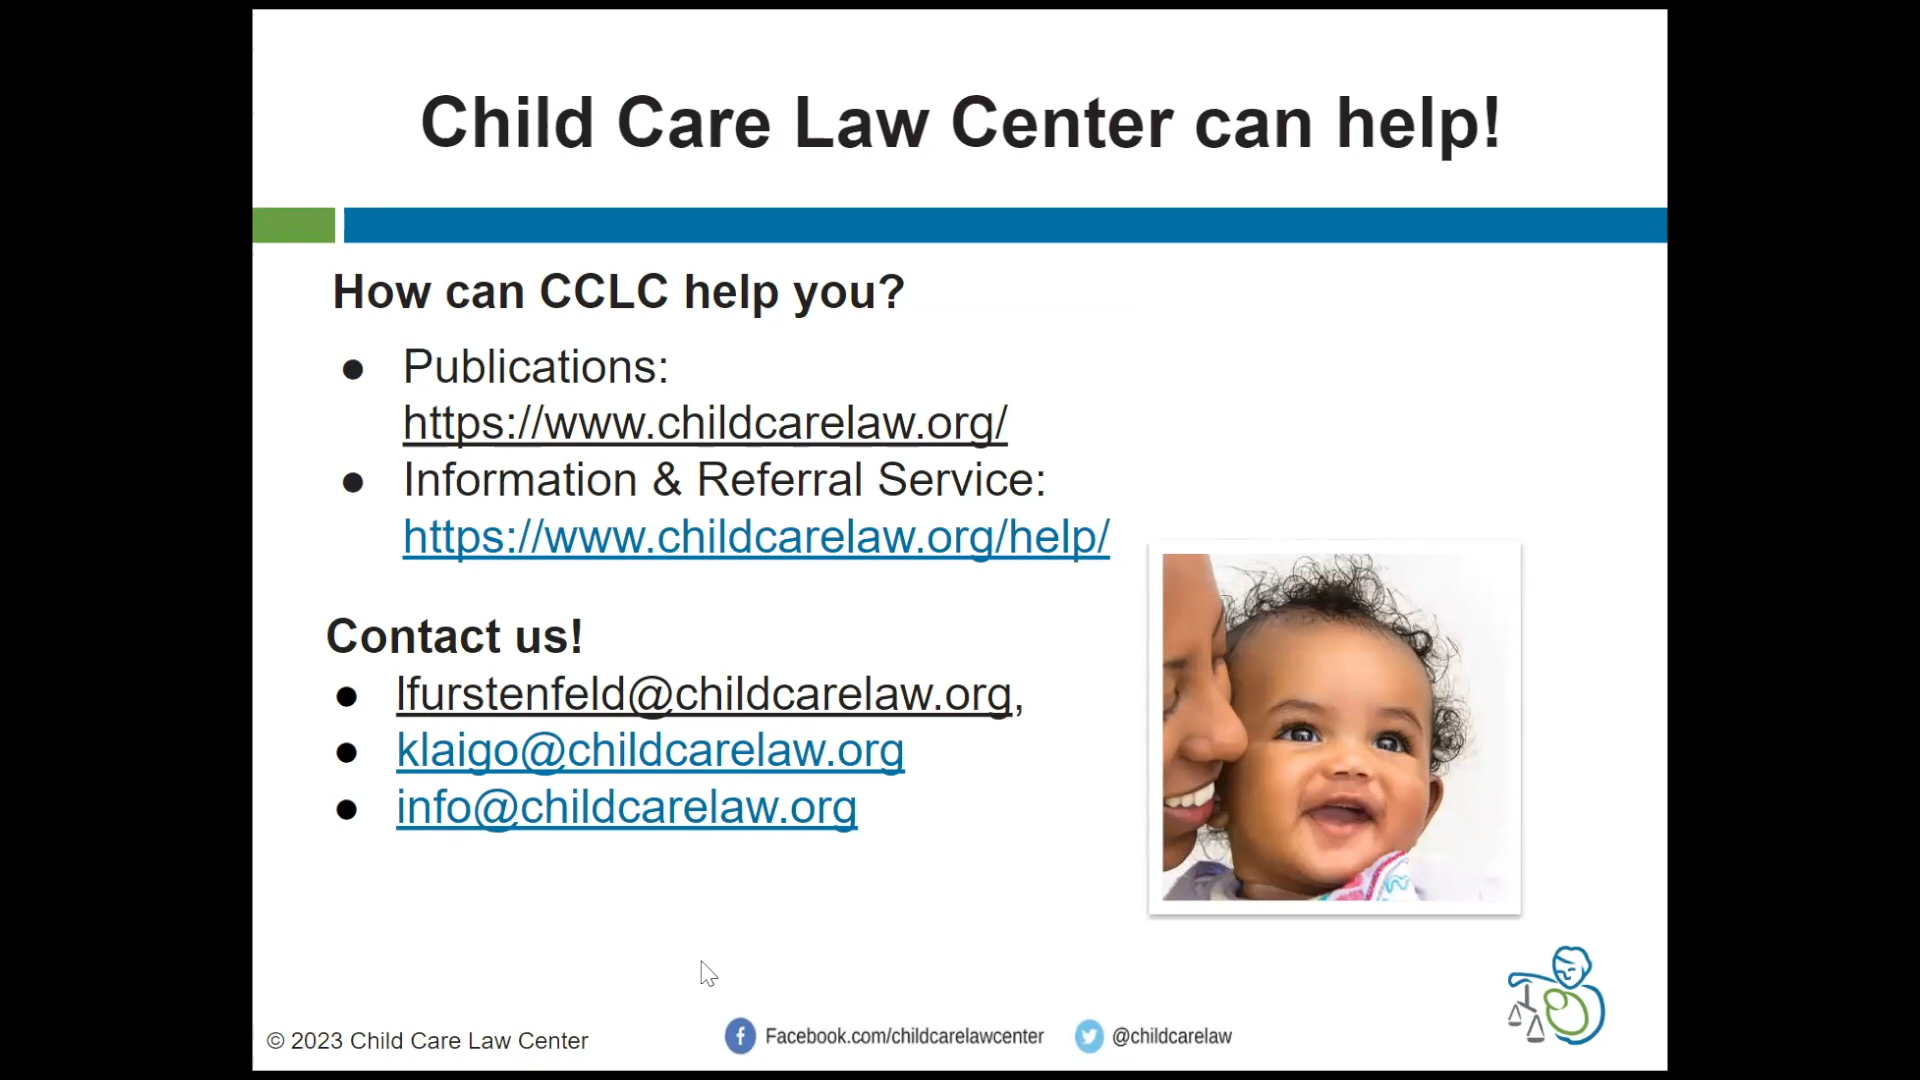 Child Care Law Center can help!
How can CCLC help you?
● Publications:
https://www.childcarelaw.org/
● Information & Referral Service:
https://www.childcarelaw.org/help/
Contact us!
● lfurstenfeld@childcarelaw.org,
● klaigo@childcarelaw.org
● info@childcarelaw.org
© 2023 Child Care Law Center
f Facebook.com/childcarelawcenter @childcarelaw